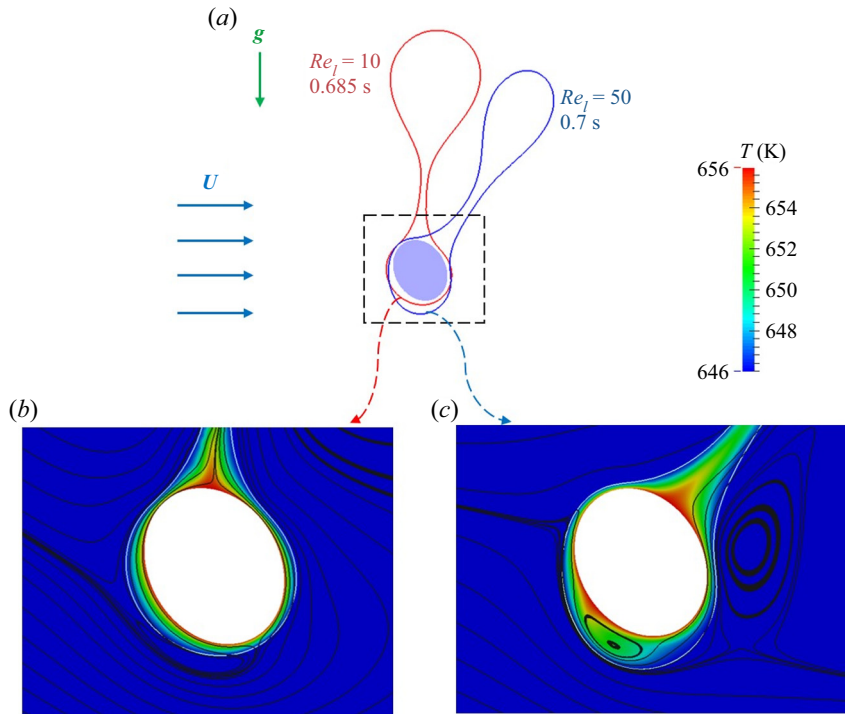 (a)
g
Re_l = 10
0.685 s
Re_l = 50
0.7 s
U
T (K)
656
654
652
650
648
646
(b)
(c)